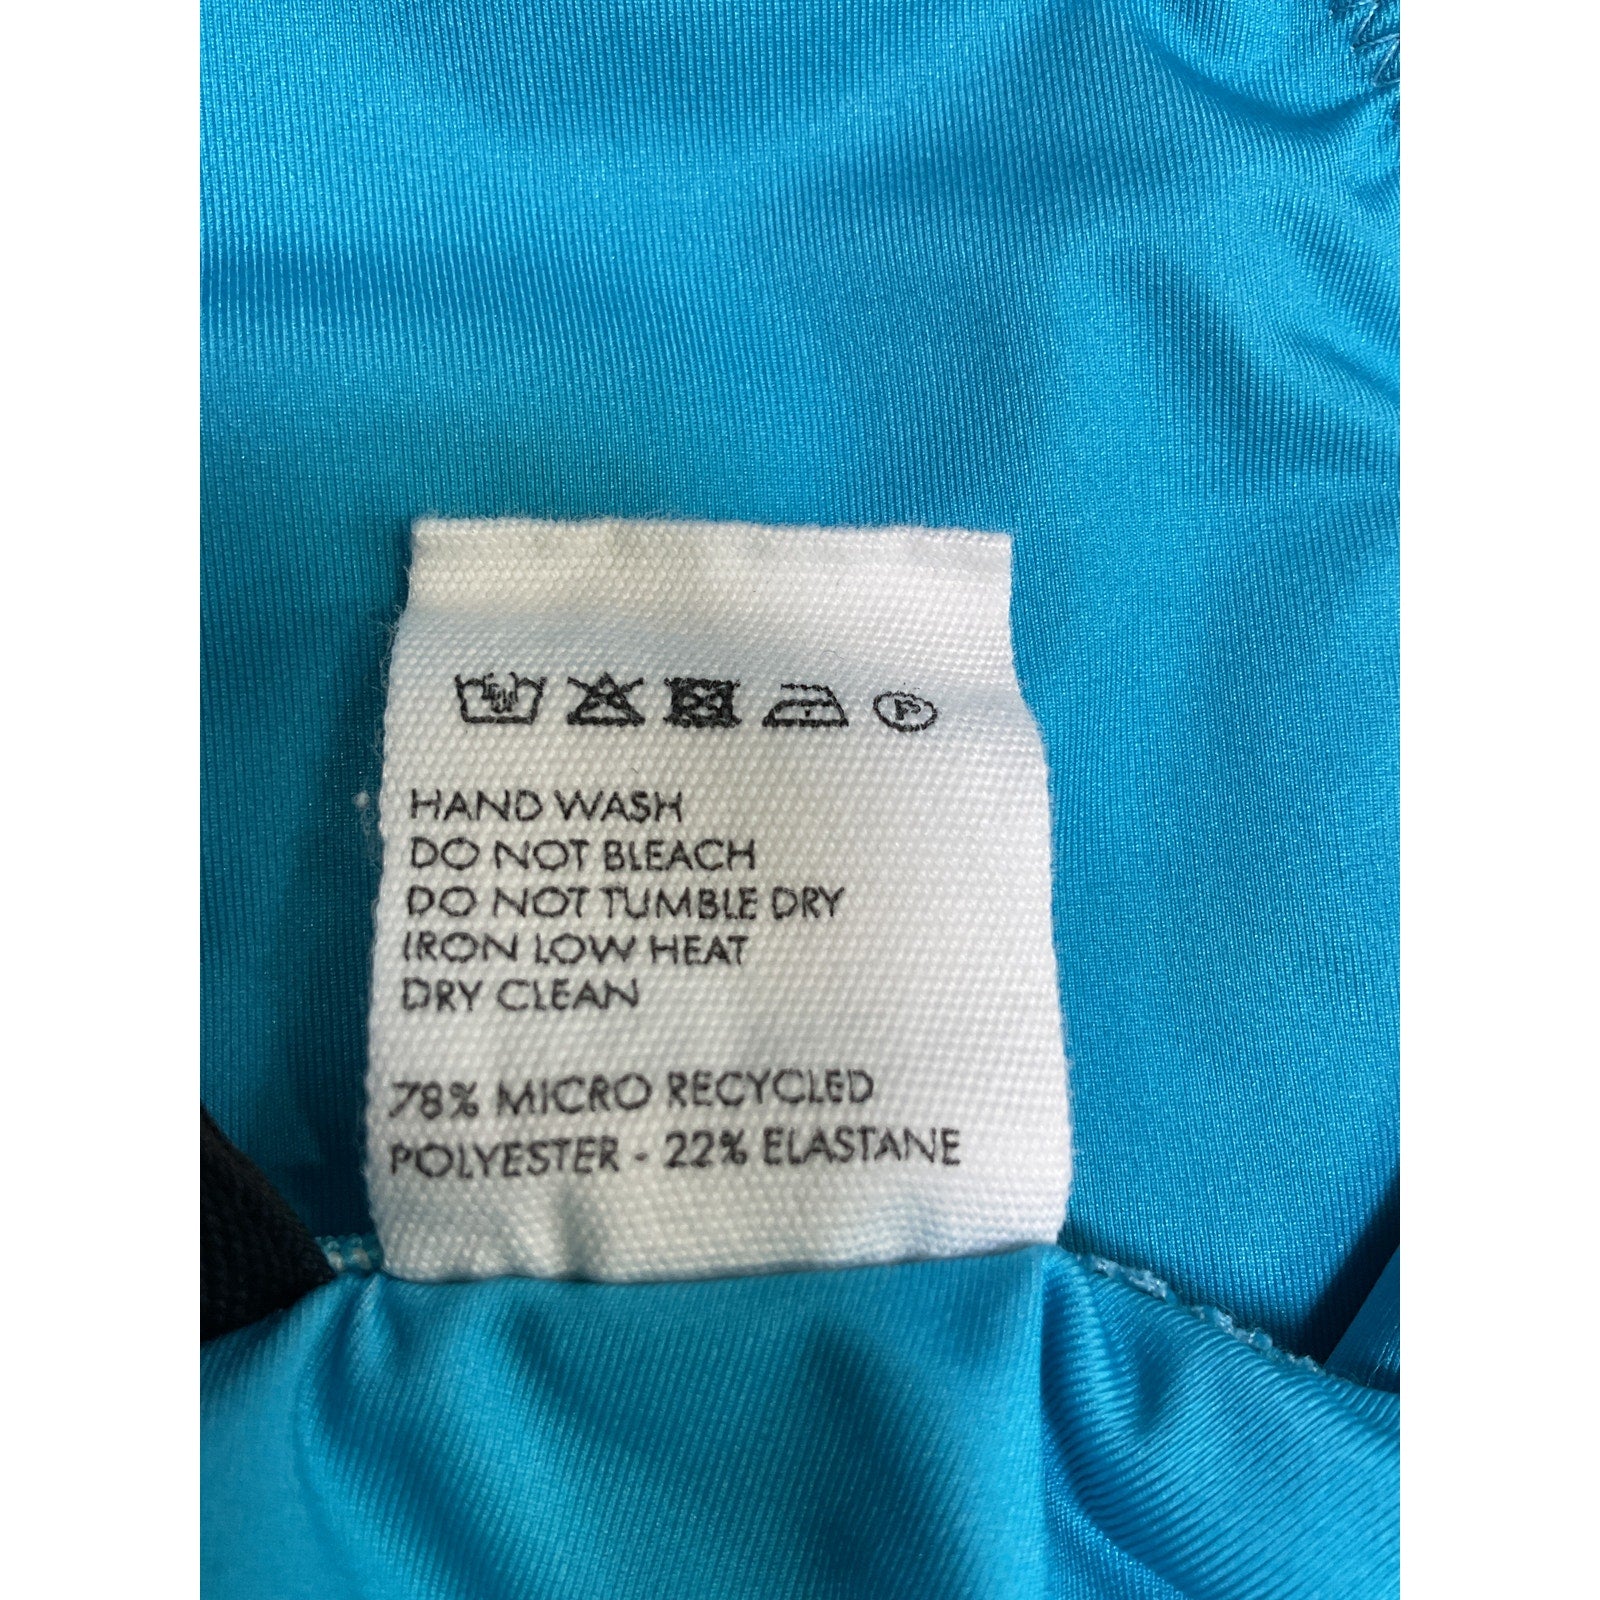 P
HAND WASH
DO NOT BLEACH
DO NOT TUMBLE DRY
IRON LOW HEAT
DRY CLEAN
78% MICRO RECYCLED
POLYESTER - 22% ELASTANE